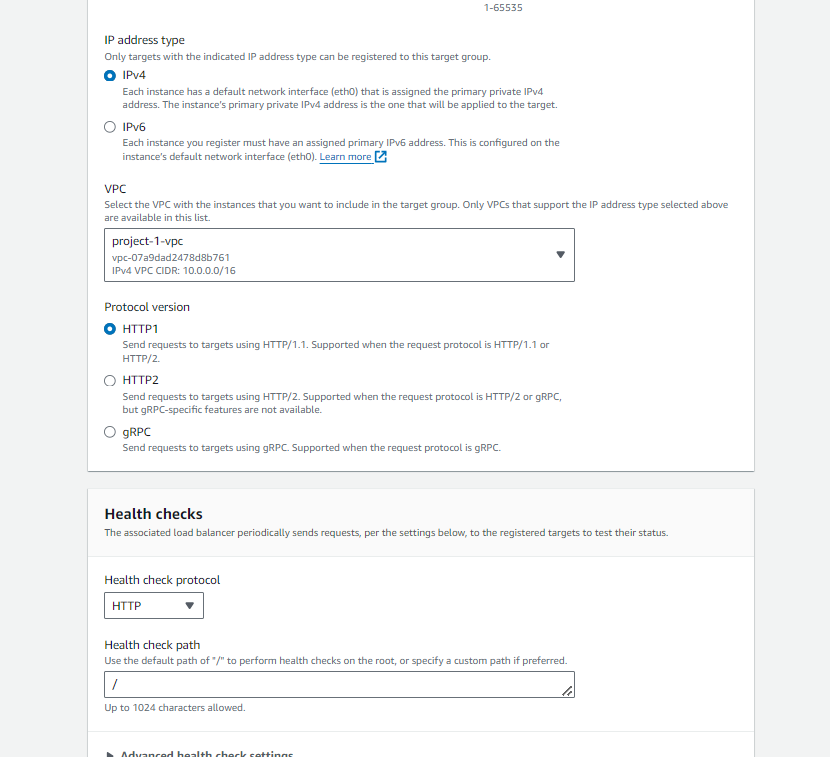 1-65535
IP address type
Only targets with the indicated IP address type can be registered to this target group.
IPv4
Each instance has a default network interface (eth0) that is assigned the primary private IPv4
address. The instance's primary private IPv4 address is the one that will be applied to the target.
IPv6
Each instance you register must have an assigned primary IPv6 address. This is configured on the
instance's default network interface (eth0). Learn more
VPC
Select the VPC with the instances that you want to include in the target group. Only VPCs that support the IP address type selected above
are available in this list.
project-1-vpc
vpc-07a9dad2478d8b761
IPv4 VPC CIDR: 10.0.0.0/16
Protocol version
HTTP1
Send requests to targets using HTTP/1.1. Supported when the request protocol is HTTP/1.1 or
HTTP/2.
HTTP2
Send requests to targets using HTTP/2. Supported when the request protocol is HTTP/2 or gRPC,
but gRPC-specific features are not available.
gRPC
Send requests to targets using gRPC. Supported when the request protocol is gRPC.
Health checks
The associated load balancer periodically sends requests, per the settings below, to the registered targets to test their status.
Health check protocol
HTTP
Health check path
Use the default path of "/" to perform health checks on the root, or specify a custom path if preferred.
/
Up to 1024 characters allowed.
Advanced health check settings